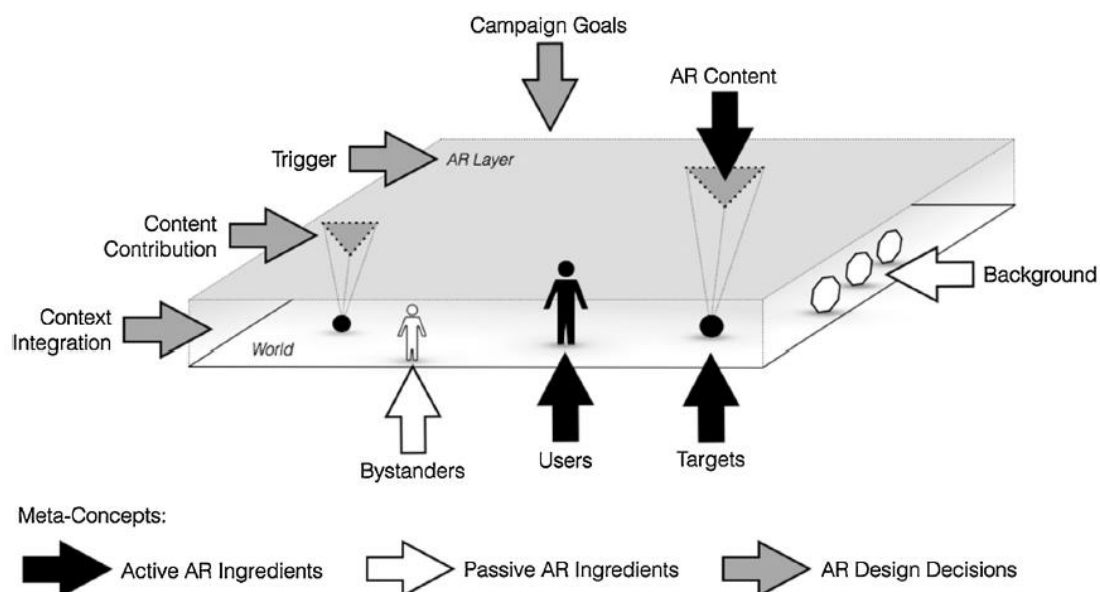 Campaign Goals
AR Content
Trigger
AR Layer
Content
Contribution
Background
Context
Integration
World
Bystanders
Users
Targets
Meta-Concepts:
Active AR Ingredients
Passive AR Ingredients
AR Design Decisions